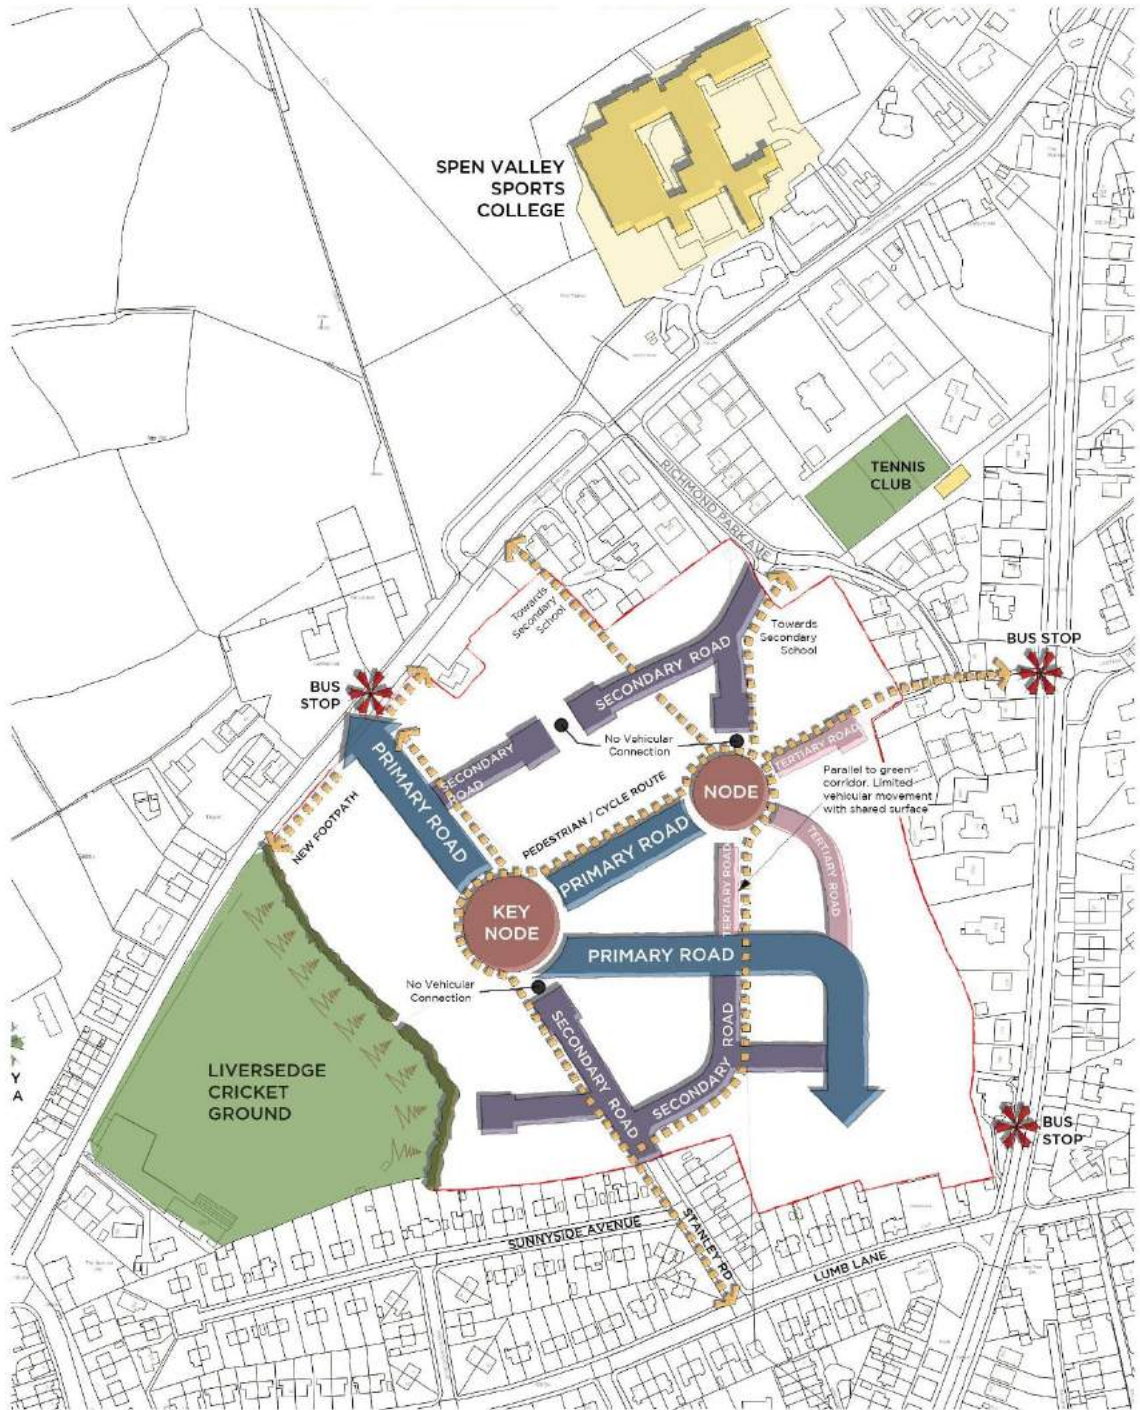 SPEN VALLEY
SPORTS
COLLEGE
TENNIS
CLUB
RICHMOND PARK AVE
Towards
Secondary
School
Towards
Secondary
School
BUS STOP
BUS
STOP
SECONDARY ROAD
No Vehicular
Connection
SECONDARY
ROAD
TERTIARY ROAD
PRIMARY ROAD
NODE
Parallel to green
corridor. Limited
vehicular movement
with shared surface
PEDESTRIAN / CYCLE ROUTE
NEW FOOTPATH
PRIMARY ROAD
TERTIARY ROAD
TERTIARY ROAD
KEY
NODE
PRIMARY ROAD
No Vehicular
Connection
SECONDARY ROAD
SECONDARY ROAD
LIVERSEDGE
CRICKET
GROUND
Y
A
BUS
STOP
SUNNYSIDE AVENUE
STANLEY RD
LUMB LANE